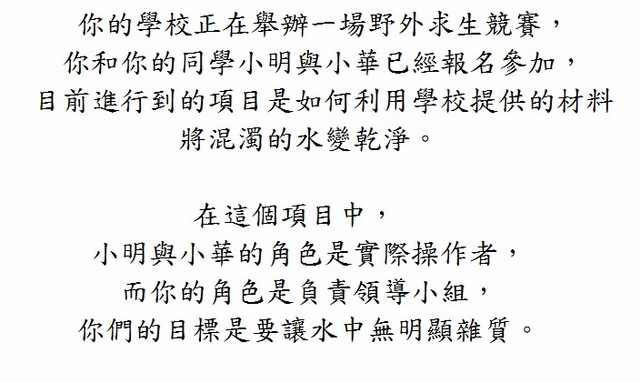 你的學校正在舉辦一場野外求生競賽，
你和你的同學小明與小華已經報名參加，
目前進行到的項目是如何利用學校提供的材料
將混濁的水變乾淨。
在這個項目中，
小明與小華的角色是實際操作者，
而你的角色是負責領導小組，
你們的目標是要讓水中無明顯雜質。